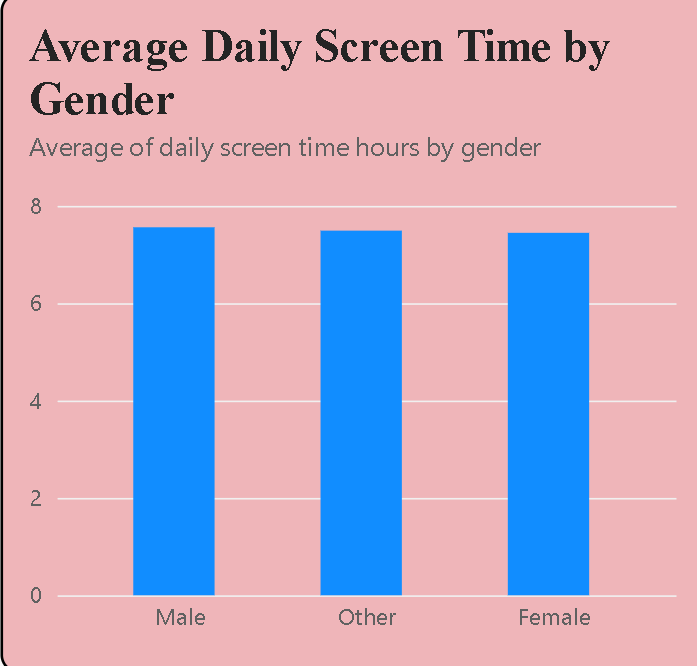 Average Daily Screen Time by
Gender
Average of daily screen time hours by gender
8
6
4
2
0
Male Other Female